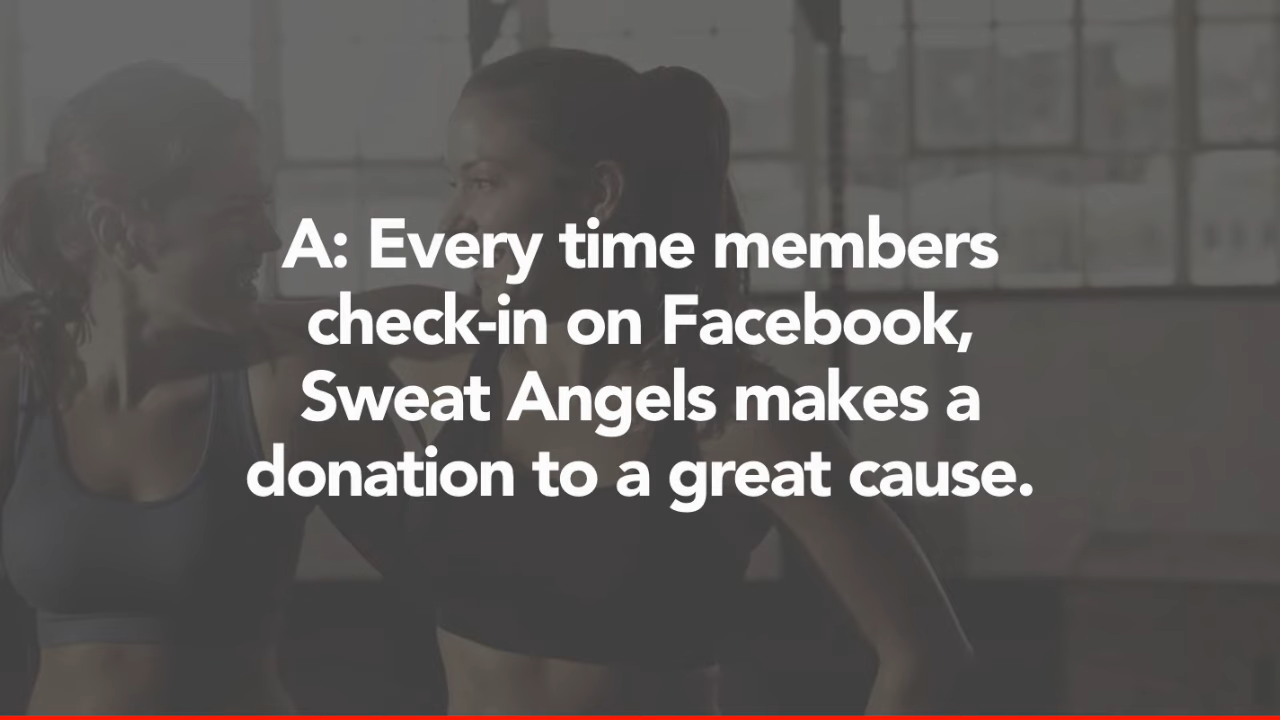 A: Every time members
check-in on Facebook,
Sweat Angels makes a
donation to a great cause.